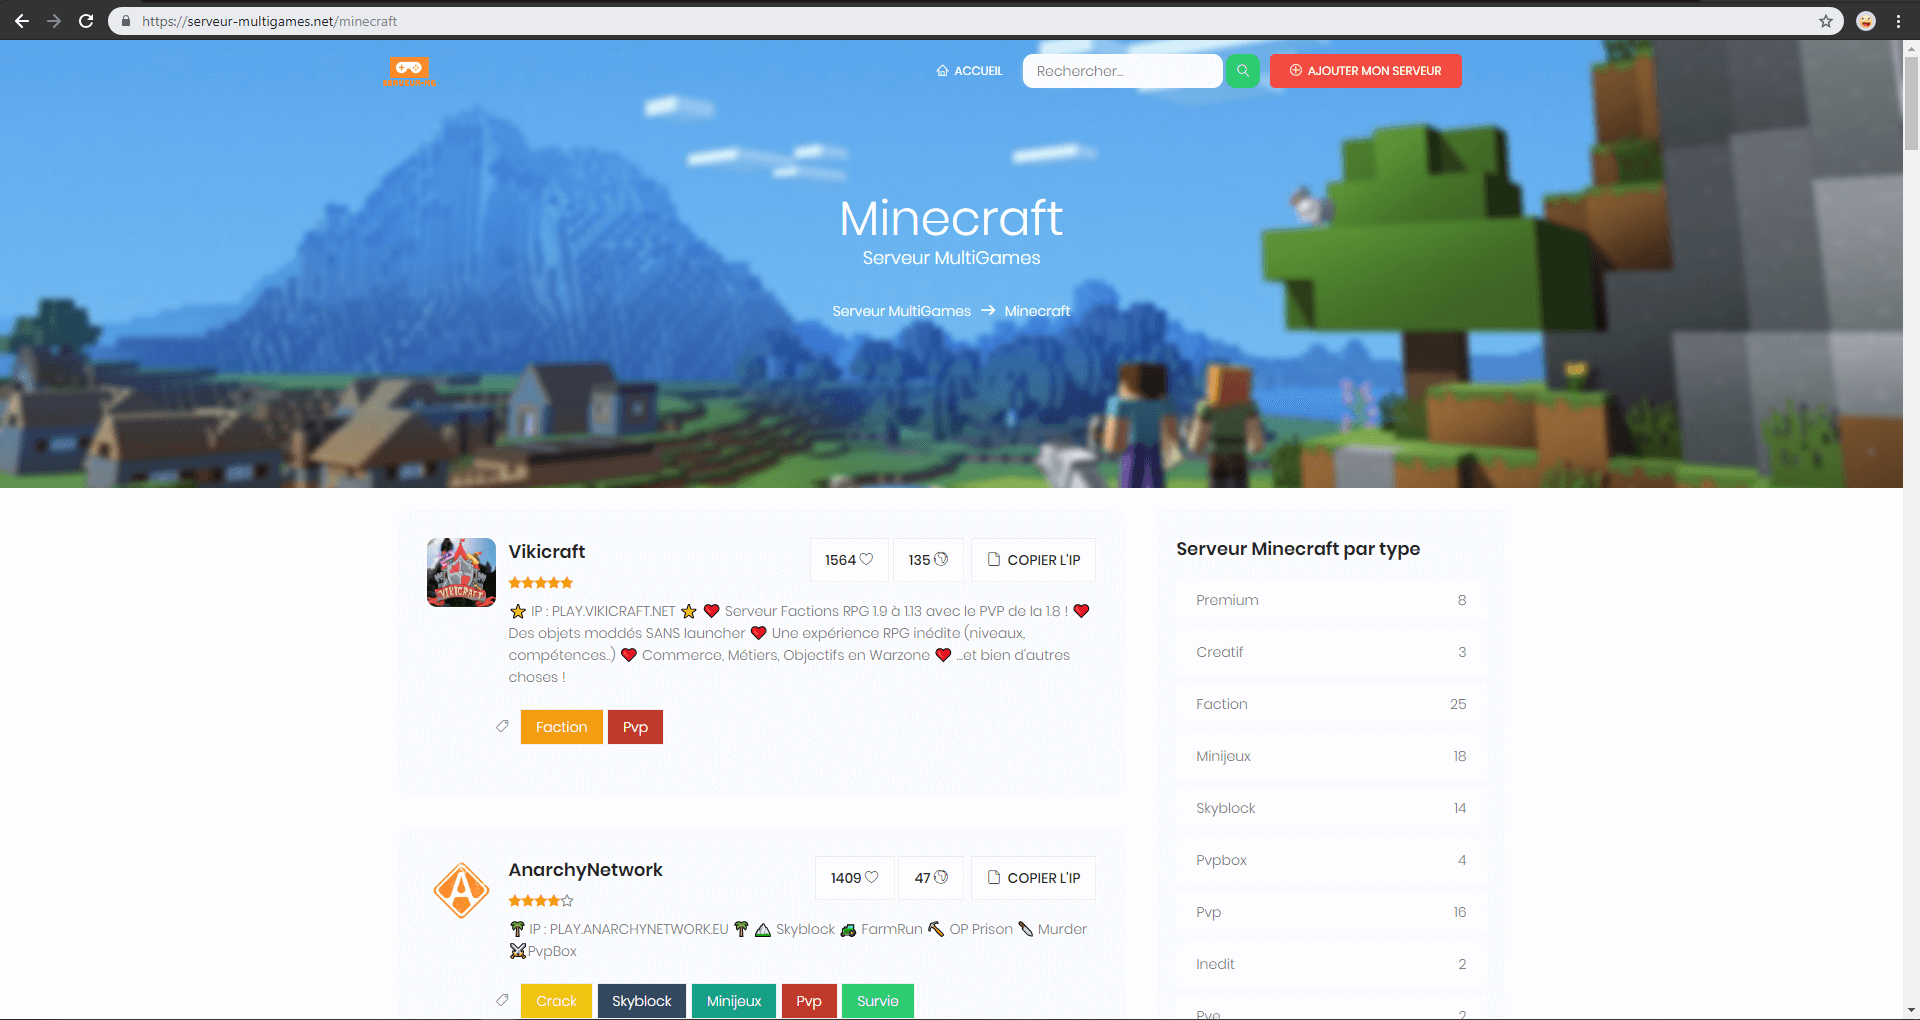 https://serveur-multigames.net/minecraft
ACCUEIL
Rechercher...
AJOUTER MON SERVEUR
Minecraft
Serveur MultiGames
Serveur MultiGames → Minecraft
Vikicraft
1564
135
COPIER L'IP
VIKICRAFT
⭐ IP : PLAY.VIKICRAFT.NET ⭐ ❤ Serveur Factions RPG 1.9 à 1.13 avec le PVP de la 1.8 ! ❤
Des objets moddés SANS launcher ❤ Une expérience RPG inédite (niveaux,
compétences..) ❤ Commerce, Métiers, Objectifs en Warzone ❤ ...et bien d'autres
choses !
Faction
Pvp
AnarchyNetwork
1409
47
COPIER L'IP
IP : PLAY.ANARCHYNETWORK.EU Skyblock FarmRun OP Prison Murder
PvpBox
Crack
Skyblock
Minijeux
Pvp
Survie
Serveur Minecraft par type
Premium 8
Creatif 3
Faction 25
Minijeux 18
Skyblock 14
Pvpbox 4
Pvp 16
Inedit 2
Pve 2